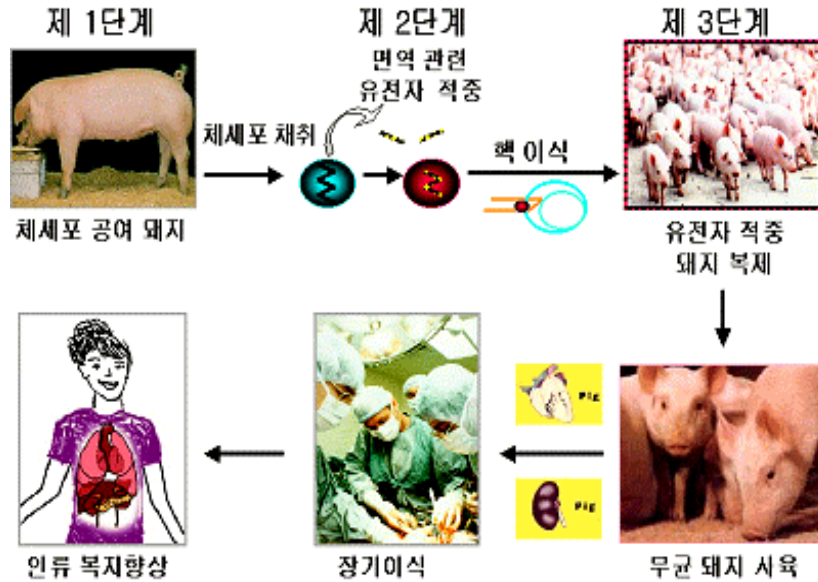 제 1단계
제 2단계
제 3단계
면역 관련
유전자 적중
체세포 채취
핵 이식
체세포 공여 돼지
유전자 적중
돼지 복제
Pig
Pig
인류 복지향상
장기이식
무균 돼지 사육